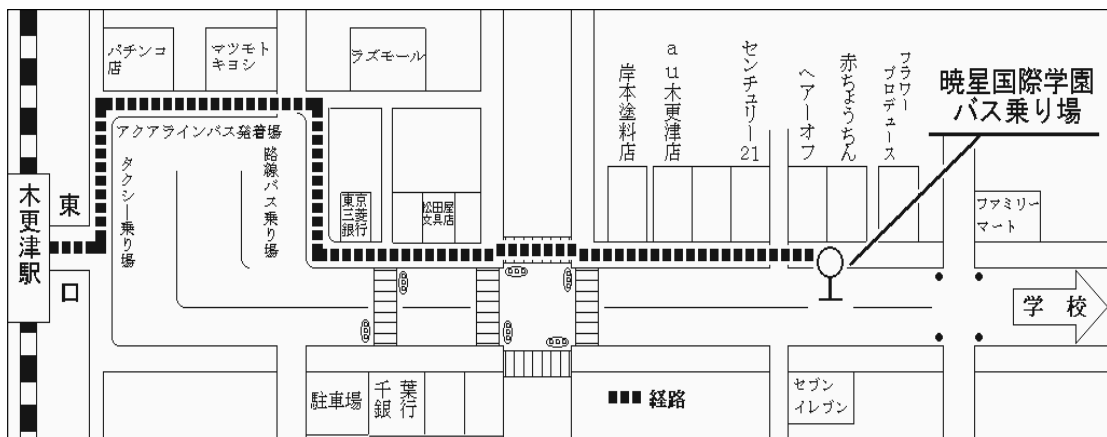 パチンコ
店
マツモト
キヨシ
ラズモール
岸本塗料店
au木更津店
センチュリー21
ヘアーオフ
赤ちょうちん
フラワー
プロデュース
暁星国際学園
バス乗り場
アクアラインバス発着場
タクシー乗り場
路線バス乗り場
木更津駅
東口
東京
三菱
銀行
松田屋
文具店
ファミリー
マート
学校
駐車場
千葉
銀行
経路
セブン
イレブン